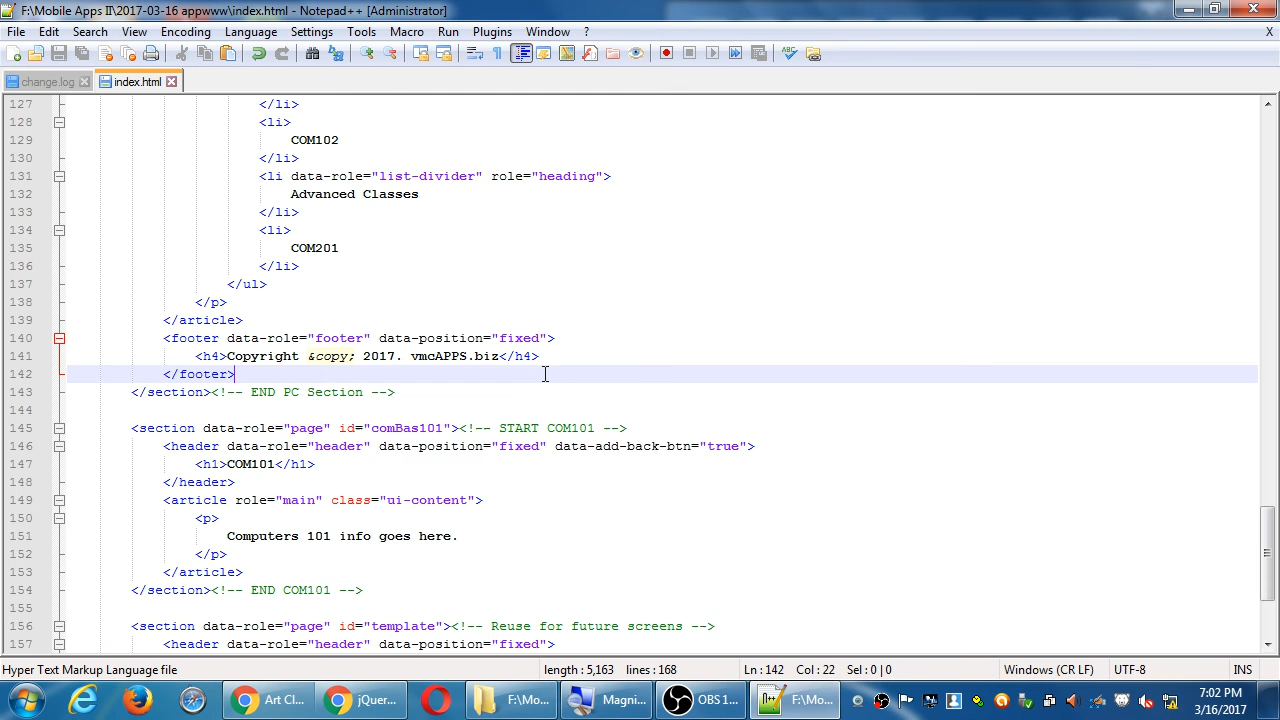 F:\Mobile Apps II\2017-03-16 appwww\index.html - Notepad++ [Administrator]
File Edit Search View Encoding Language Settings Tools Macro Run Plugins Window ? X
change.log index.html
127 </li>
128 <li>
129 COM102
130 </li>
131 <li data-role="list-divider" role="heading">
132 Advanced Classes
133 </li>
134 <li>
135 COM201
136 </li>
137 </ul>
138 </p>
139 </article>
140 <footer data-role="footer" data-position="fixed">
141 <h4>Copyright &copy; 2017. vmcAPPS.biz</h4>
142 </footer>
143 </section><!-- END PC Section -->
144
145 <section data-role="page" id="comBas101"><!-- START COM101 -->
146 <header data-role="header" data-position="fixed" data-add-back-btn="true">
147 <h1>COM101</h1>
148 </header>
149 <article role="main" class="ui-content">
150 <p>
151 Computers 101 info goes here.
152 </p>
153 </article>
154 </section><!-- END COM101 -->
155
156 <section data-role="page" id="template"><!-- Reuse for future screens -->
157 <header data-role="header" data-position="fixed">
Hyper Text Markup Language file length : 5,163 lines : 168 Ln : 142 Col : 22 Sel : 0 | 0 Windows (CR LF) UTF-8 INS
Art Cl... jQuer... F:\Mo... Magni... OBS 1... F:\Mo... 7:02 PM
3/16/2017